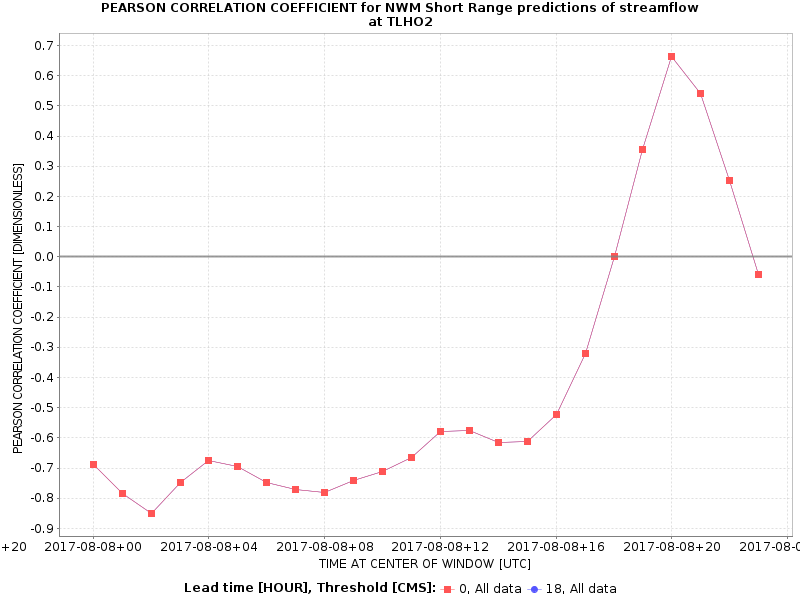 PEARSON CORRELATION COEFFICIENT for NWM Short Range predictions of streamflow
at TLHO2
PEARSON CORRELATION COEFFICIENT [DIMENSIONLESS]
0.7
0.6
0.5
0.4
0.3
0.2
0.1
0.0
-0.1
-0.2
-0.3
-0.4
-0.5
-0.6
-0.7
-0.8
-0.9
+20 2017-08-08+00 2017-08-08+04 2017-08-08+08 2017-08-08+12 2017-08-08+16 2017-08-08+20 2017-08-0
TIME AT CENTER OF WINDOW [UTC]
Lead time [HOUR], Threshold [CMS]: 0, All data 18, All data